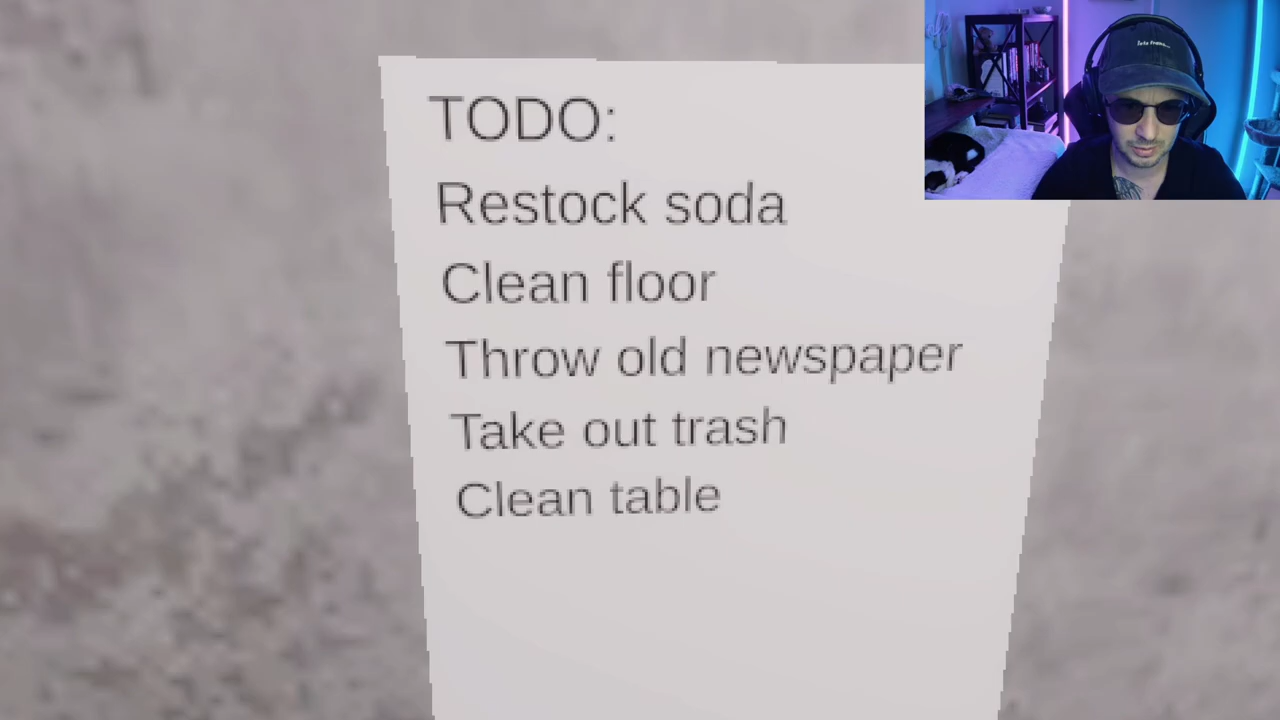 TODO:
Restock soda
Clean floor
Throw old newspaper
Take out trash
Clean table